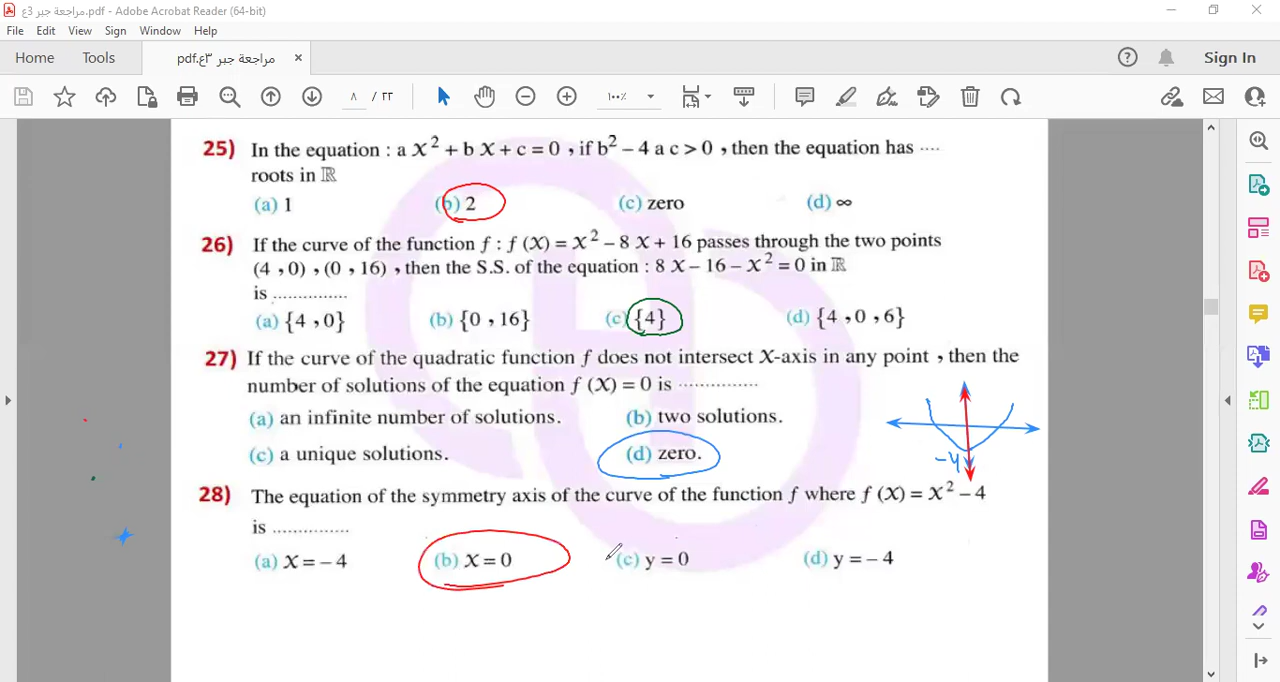 مراجعة جبر 3ع.pdf - Adobe Acrobat Reader (64-bit)
File Edit View Sign Window Help
Home Tools مراجعة جبر ٣ع.pdf × Sign In
٨ / ٢٣ ١٠٠٪
25) In the equation : a X² + b X + c = 0 , if b² – 4 a c > 0 , then the equation has ····
roots in ℝ
(a) 1 (b) 2 (c) zero (d) ∞
26) If the curve of the function f : f (X) = X² – 8 X + 16 passes through the two points
(4 , 0) , (0 , 16) , then the S.S. of the equation : 8 X – 16 – X² = 0 in ℝ
is ...............
(a) {4 , 0} (b) {0 , 16} (c) {4} (d) {4 , 0 , 6}
27) If the curve of the quadratic function f does not intersect X-axis in any point , then the
number of solutions of the equation f (X) = 0 is ...............
(a) an infinite number of solutions. (b) two solutions.
(c) a unique solutions. (d) zero.
-4
28) The equation of the symmetry axis of the curve of the function f where f (X) = X² – 4
is ...............
(a) X = – 4 (b) X = 0 (c) y = 0 (d) y = – 4